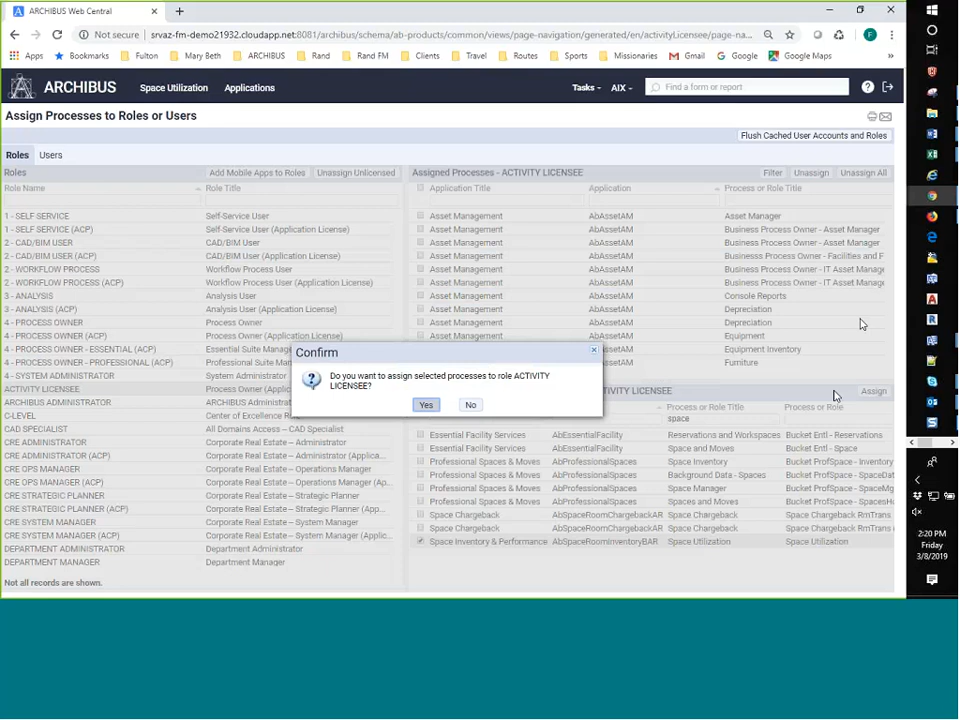 ARCHIBUS Web Central
Not secure srvaz-fm-demo21932.cloudapp.net:8081/archibus/schema/ab-products/common/views/page-navigation/generated/en/activityLicensee/page-na...
Apps Bookmarks Fulton Mary Beth ARCHIBUS Rand Rand FM Clients Travel Routes Sports Missionaries Gmail Google Google Maps »
ARCHIBUS Space Utilization Applications Tasks AIX Find a form or report
Assign Processes to Roles or Users
Flush Cached User Accounts and Roles
Roles Users
Roles Add Mobile Apps to Roles Unassign Unlicensed
Role Name Role Title
1 - SELF SERVICE Self-Service User
1 - SELF SERVICE (ACP) Self-Service User (Application License)
2 - CAD/BIM USER CAD/BIM User
2 - CAD/BIM USER (ACP) CAD/BIM User (Application License)
2 - WORKFLOW PROCESS Workflow Process User
2 - WORKFLOW PROCESS (ACP) Workflow Process User (Application License)
3 - ANALYSIS Analysis User
3 - ANALYSIS (ACP) Analysis User (Application License)
4 - PROCESS OWNER Process Owner
4 - PROCESS OWNER (ACP) Process Owner (Application License)
4 - PROCESS OWNER - ESSENTIAL (ACP) Essential Suite Manag
4 - PROCESS OWNER - PROFESSIONAL (ACP) Professional Suite Man
4 - SYSTEM ADMINISTRATOR System Administrator
ACTIVITY LICENSEE Process Owner (Applic
ARCHIBUS ADMINISTRATOR ARCHIBUS Administrat
C-LEVEL Center of Excellence R
CAD SPECIALIST All Domains Access – CAD Specialist
CRE ADMINISTRATOR Corporate Real Estate – Administrator
CRE ADMINISTRATOR (ACP) Corporate Real Estate – Administrator (Applica...
CRE OPS MANAGER Corporate Real Estate – Operations Manager
CRE OPS MANAGER (ACP) Corporate Real Estate – Operations Manager (Ap...
CRE STRATEGIC PLANNER Corporate Real Estate – Strategic Planner
CRE STRATEGIC PLANNER (ACP) Corporate Real Estate – Strategic Planner
CRE SYSTEM MANAGER Corporate Real Estate – System Manager
CRE SYSTEM MANAGER (ACP) Corporate Real Estate – System Manager (Applic...
DEPARTMENT ADMINISTRATOR Department Administrator
DEPARTMENT MANAGER Department Manager
Not all records are shown.
Assigned Processes - ACTIVITY LICENSEE Filter Unassign Unassign All
Application Title Application Process or Role Title
Asset Management AbAssetAM Asset Manager
Asset Management AbAssetAM Business Process Owner - Asset Manager
Asset Management AbAssetAM Business Process Owner - Asset Manager
Asset Management AbAssetAM Businesss Process Owner - Facilities and F
Asset Management AbAssetAM Business Process Owner - IT Asset Manage
Asset Management AbAssetAM Business Process Owner - IT Asset Manage
Asset Management AbAssetAM Console Reports
Asset Management AbAssetAM Depreciation
Asset Management AbAssetAM Depreciation
Asset Management AbAssetAM Equipment
Equipment Inventory
Furniture
Confirm
Do you want to assign selected processes to role ACTIVITY
LICENSEE?
Yes No
TIVITY LICENSEE Assign
Process or Role Title Process or Role
space
Essential Facility Services AbEssentialFacility Reservations and Workspaces Bucket Entl - Reservations
Essential Facility Services AbEssentialFacility Space and Moves Bucket Entl - Space
Professional Spaces & Moves AbProfessionalSpaces Space Inventory Bucket ProfSpace - Inventory
Professional Spaces & Moves AbProfessionalSpaces Background Data - Spaces Bucket ProfSpace - SpaceDat
Professional Spaces & Moves AbProfessionalSpaces Space Manager Bucket ProfSpace - SpaceMg
Professional Spaces & Moves AbProfessionalSpaces Spaces and Moves Bucket ProfSpace - SpacesH
Space Chargeback AbSpaceRoomChargebackAR Space Chargeback Space Chargeback RmTrans
Space Chargeback AbSpaceRoomChargebackAR Space Chargeback Space Chargeback RmTrans
Space Inventory & Performance AbSpaceRoomInventoryBAR Space Utilization Space Utilization
2:20 PM
Friday
3/8/2019